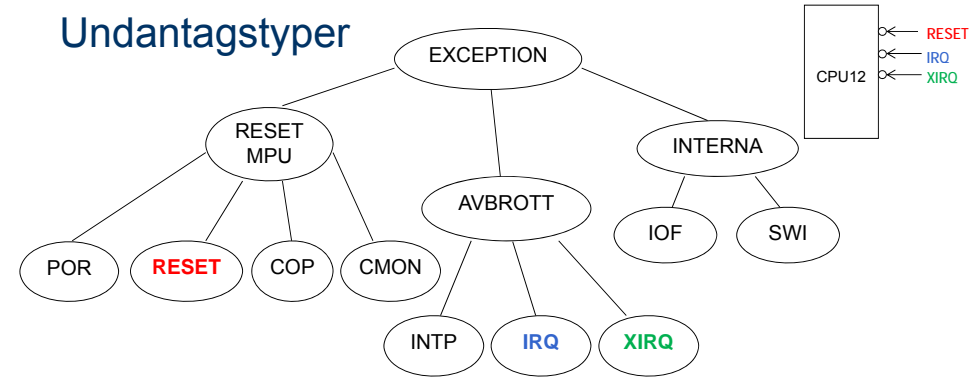 Undantagstyper
EXCEPTION
CPU12
RESET
IRQ
XIRQ
RESET
MPU
INTERNA
AVBROTT
IOF
SWI
POR
RESET
COP
CMON
INTP
IRQ
XIRQ